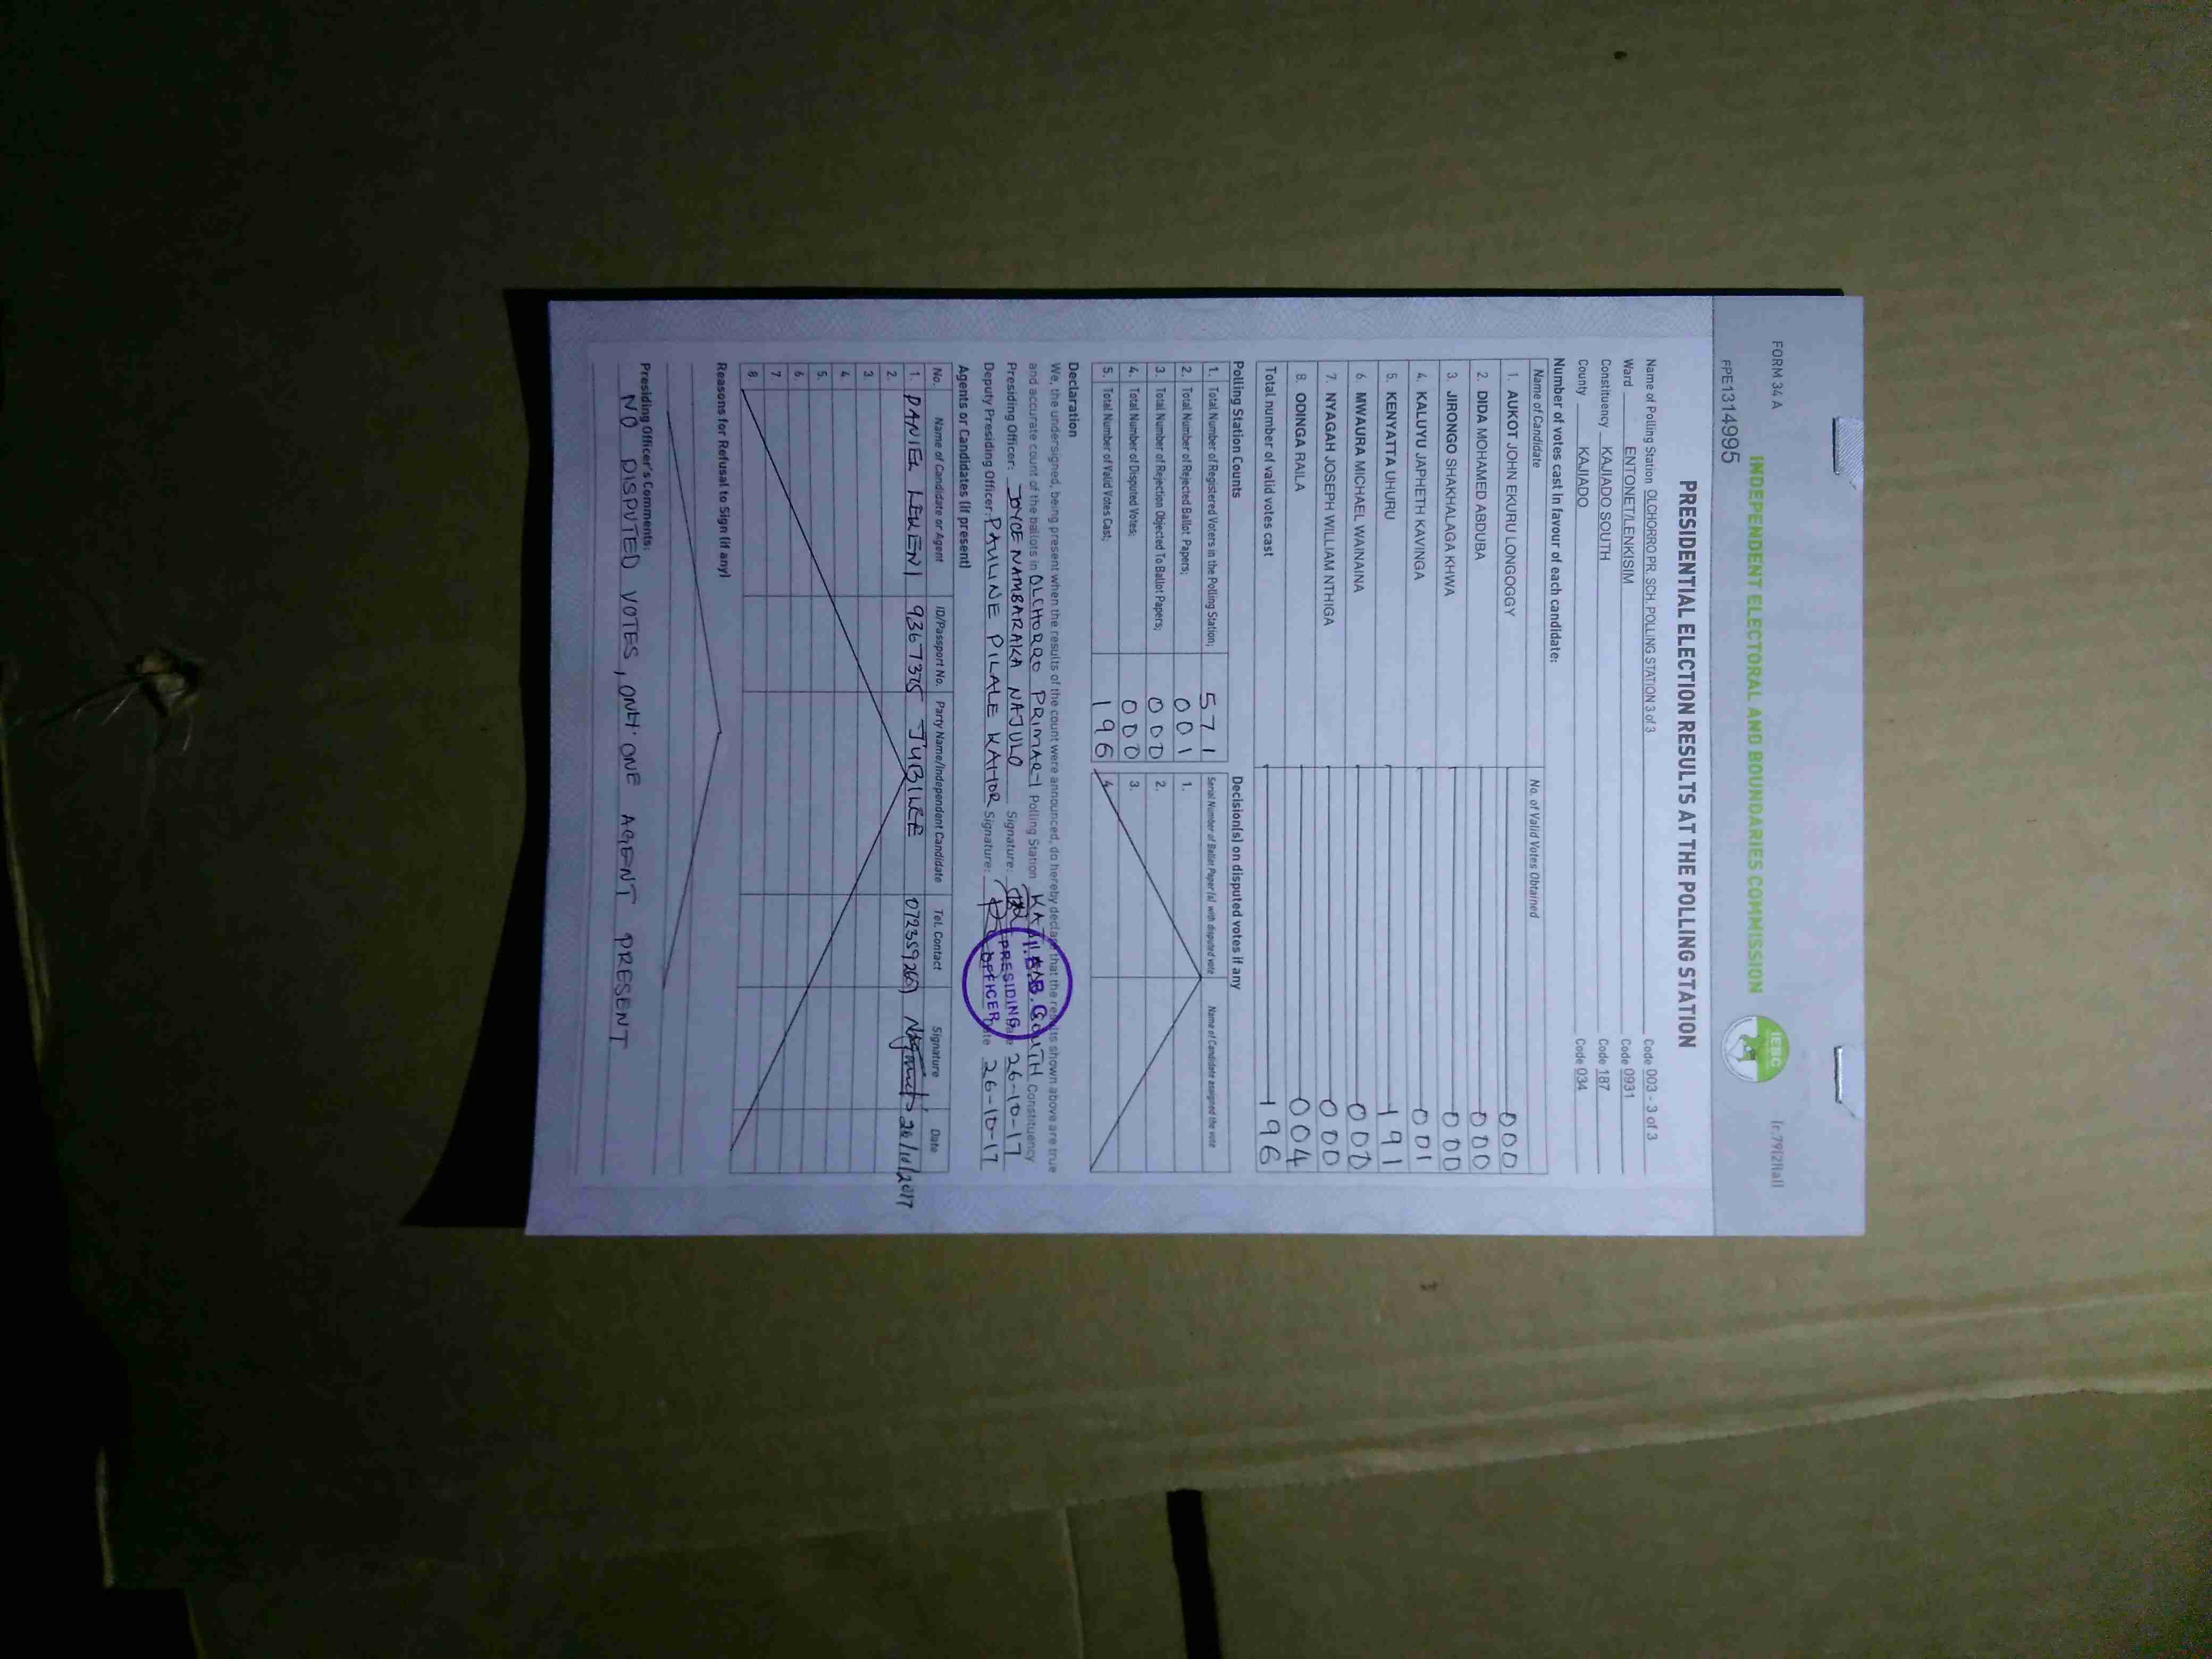 FORM 34 A
INDEPENDENT ELECTORAL AND BOUNDARIES COMMISSION
IEBC
FPE1314995
PRESIDENTIAL ELECTION RESULTS AT THE POLLING STATION
Name of Polling Station OLCHORRO PR. SCH. POLLING STATION 3 of 3 Code 003 - 3 of 3
Ward ENTONET/LENKISIM Code 0931
Constituency KAJIADO SOUTH Code 187
County KAJIADO Code 034
Number of votes cast in favour of each candidate:
Name of Candidate No. of Valid Votes Obtained
1. AUKOT JOHN EKURU LONGOGGY 000
2. DIDA MOHAMED ABDUBA 000
3. JIRONGO SHAKHALAGA KHWA 000
4. KALUYU JAPHETH KAVINGA 001
5. KENYATTA UHURU 191
6. MWAURA MICHAEL WAINAINA 000
7. NYAGAH JOSEPH WILLIAM NTHIGA 000
8. ODINGA RAILA 004
Total number of valid votes cast 196
Polling Station Counts Decision(s) on disputed votes if any
1. Total Number of Registered Voters in the Polling Station; 571 Serial Number of Ballot Paper (s) with disputed vote Name of Candidate assigned the vote
2. Total Number of Rejected Ballot Papers; 001 1.
3. Total Number of Rejection Objected To Ballot Papers; 000 2.
4. Total Number of Disputed Votes; 000 3.
5. Total Number of Valid Votes Cast; 196 4.
Declaration
We, the undersigned, being present when the results of the count were announced, do hereby declare that the results shown above are true
and accurate count of the ballots in OLCHORRO PRIMARY Polling Station KAJIADO SOUTH Constituency
Presiding Officer: JOYCE NAMBARAKA NAJULO Signature: Date 26-10-17
Deputy Presiding Officer: PAULINE PILALE KAHOR Signature: Date 26-10-17
I.E.B.C
PRESIDING
OFFICER
Agents or Candidates (if present)
No. Name of Candidate or Agent ID/Passport No. Party Name/Independent Candidate Tel. Contact Signature Date
1. DANIEL LEKENI 9367375 JUBILEE 26/10/2017
2.
3.
4.
5.
6.
7.
8.
Reasons for Refusal to Sign (if any)
Presiding Officer's Comments:
NO DISPUTED VOTES, ONLY ONE AGENT PRESENT